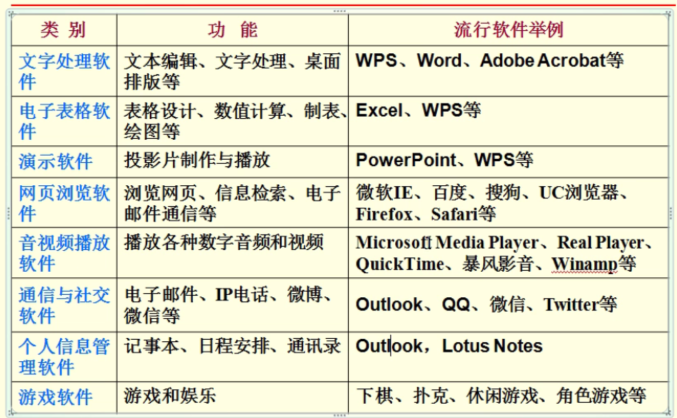 类 别 功 能 流行软件举例
文字处理软 文本编辑、文字处理、桌面 WPS、Word、Adobe Acrobat等
件 排版等
电子表格软 表格设计、数值计算、制表、 Excel、WPS等
件 绘图等
演示软件 投影片制作与播放 PowerPoint、WPS等
网页浏览软 浏览网页、信息检索、电子 微软IE、百度、搜狗、UC浏览器、
件 邮件通信等 Firefox、Safari等
音视频播放 播放各种数字音频和视频 Microsoft Media Player、Real Player、
软件 QuickTime、暴风影音、Winamp等
通信与社交 电子邮件、IP电话、微博、 Outlook、QQ、微信、Twitter等
软件 微信等
个人信息管 记事本、日程安排、通讯录 Outlook，Lotus Notes
理软件
游戏软件 游戏和娱乐 下棋、扑克、休闲游戏、角色游戏等